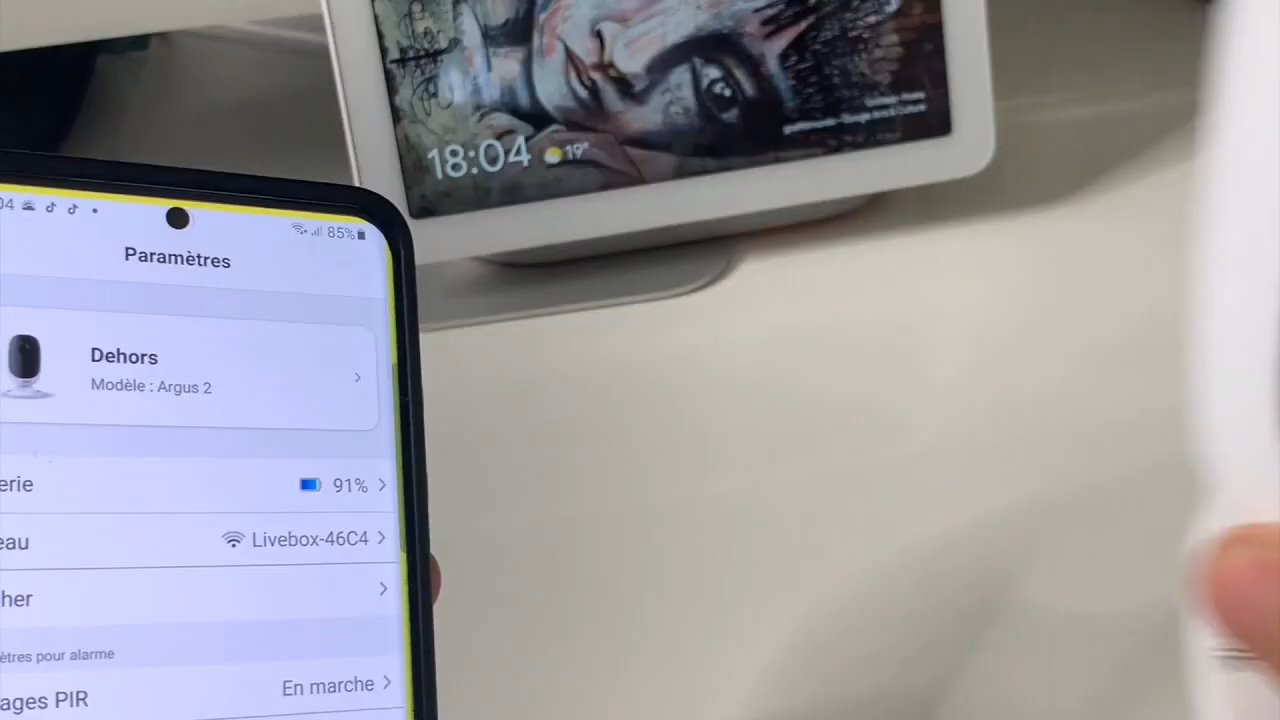 18:04 19°
04
85%
Paramètres
Dehors
Modèle : Argus 2
erie 91%
eau Livebox-46C4
her
ètres pour alarme
ages PIR En marche